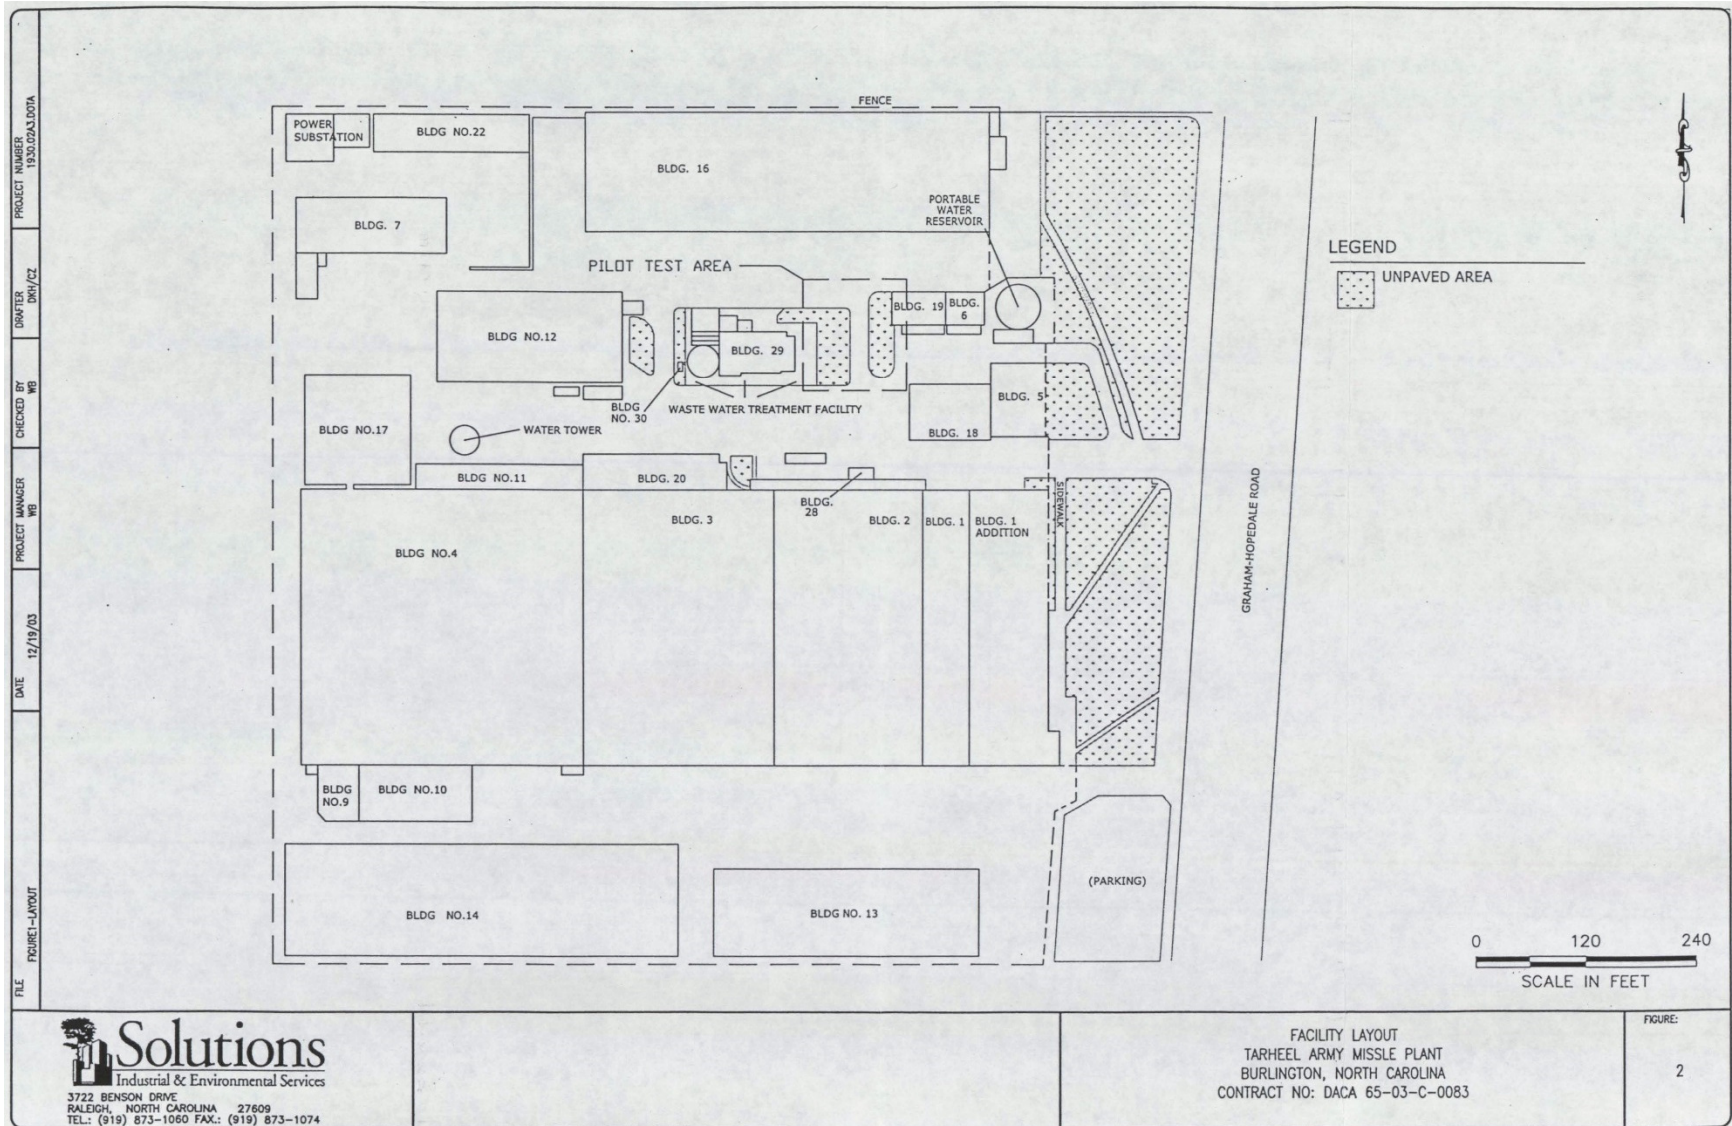 PROJECT NUMBER
1930.02A3.D0TA
DRAFTER
DKH/CZ
CHECKED BY
WB
PROJECT MANAGER
WB
DATE
12/19/03
FILE
FIGURE1-LAYOUT
FENCE
POWER
SUBSTATION
BLDG NO.22
BLDG. 16
BLDG. 7
PORTABLE
WATER
RESERVOIR
PILOT TEST AREA
LEGEND
UNPAVED AREA
BLDG NO.12
BLDG. 29
BLDG. 19
BLDG.
6
BLDG
NO. 30
WASTE WATER TREATMENT FACILITY
BLDG. 5
BLDG. 18
BLDG NO.17
WATER TOWER
BLDG NO.11
BLDG. 20
BLDG.
28
BLDG NO.4
BLDG. 3
BLDG. 2
BLDG. 1
BLDG. 1
ADDITION
SIDEWALK
GRAHAM-HOPEDALE ROAD
BLDG
NO.9
BLDG NO.10
BLDG NO.14
BLDG NO. 13
(PARKING)
0 120 240
SCALE IN FEET
Solutions
Industrial & Environmental Services
3722 BENSON DRIVE
RALEIGH, NORTH CAROLINA 27609
TEL.: (919) 873-1060 FAX.: (919) 873-1074
FACILITY LAYOUT
TARHEEL ARMY MISSLE PLANT
BURLINGTON, NORTH CAROLINA
CONTRACT NO: DACA 65-03-C-0083
FIGURE:
2